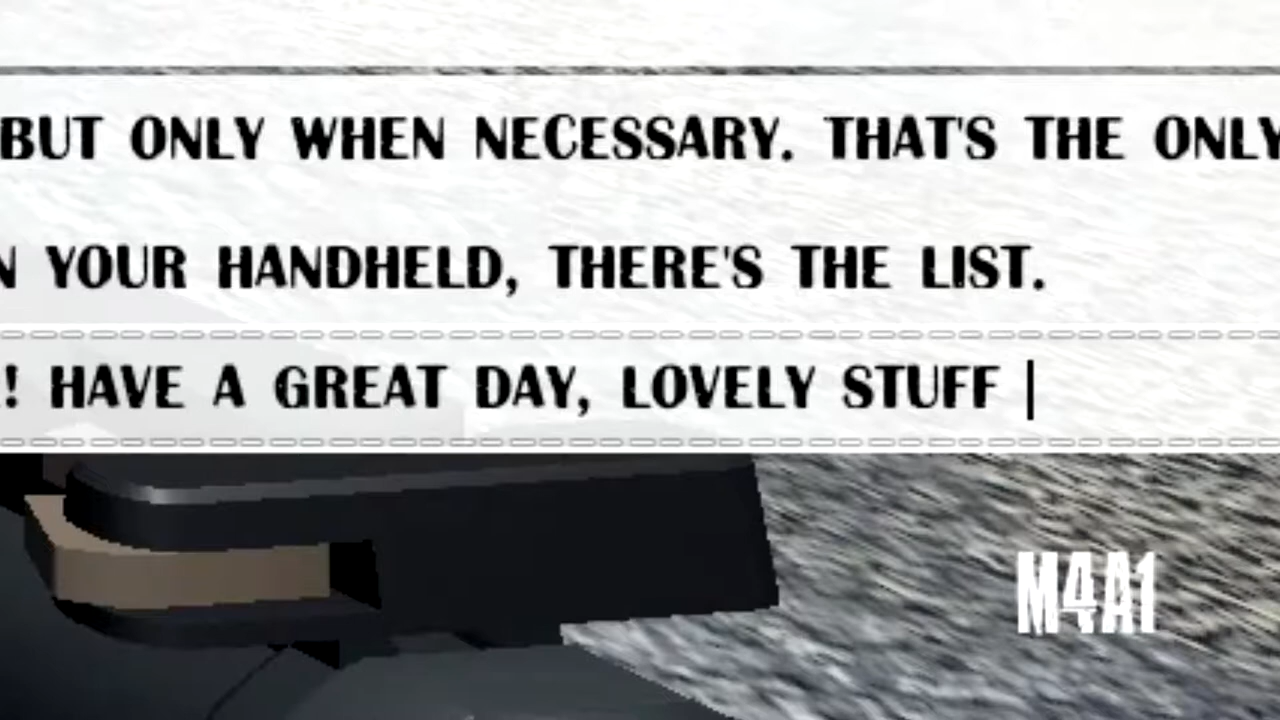 BUT ONLY WHEN NECESSARY. THAT'S THE ONLY
YOUR HANDHELD, THERE'S THE LIST.
! HAVE A GREAT DAY, LOVELY STUFF
M4A1